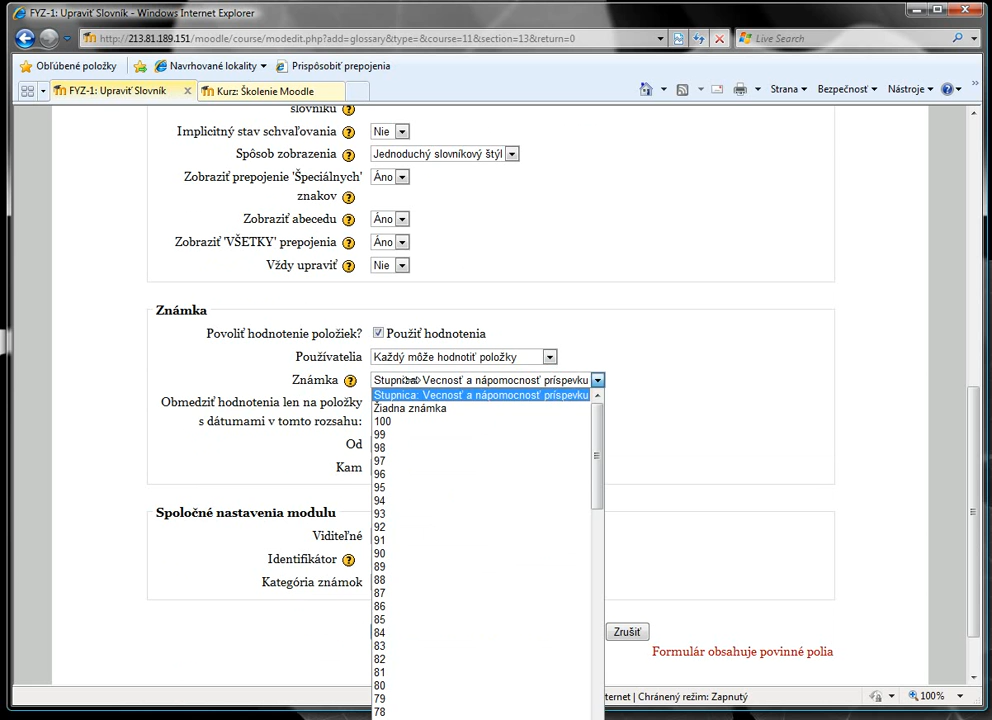 FYZ-1: Upraviť Slovník - Windows Internet Explorer
http://213.81.189.151/moodle/course/modedit.php?add=glossary&type=&course=11&section=13&return=0
Live Search
Obľúbené položky
Navrhované lokality
Prispôsobiť prepojenia
FYZ-1: Upraviť Slovník
Kurz: Školenie Moodle
Strana
Bezpečnosť
Nástroje
slovníku
Implicitný stav schvaľovania Nie
Spôsob zobrazenia Jednoduchý slovníkový štýl
Zobraziť prepojenie 'Špeciálnych' Áno
znakov
Zobraziť abecedu Áno
Zobraziť 'VŠETKY' prepojenia Áno
Vždy upraviť Nie
Známka
Povoliť hodnotenie položiek? Použiť hodnotenia
Používatelia Každý môže hodnotiť položky
Známka Stupnica: Vecnosť a nápomocnosť príspevku
Stupnica: Vecnosť a nápomocnosť príspevku
Obmedziť hodnotenia len na položky
Žiadna známka
s dátumami v tomto rozsahu:
100
99
Od
98
97
Kam
96
95
94
93
Spoločné nastavenia modulu
92
Viditeľné
91
90
Identifikátor
89
88
Kategória známok
87
86
85
84
Zrušiť
83
Formulár obsahuje povinné polia
82
81
80
79
78
ternet | Chránený režim: Zapnutý
100%